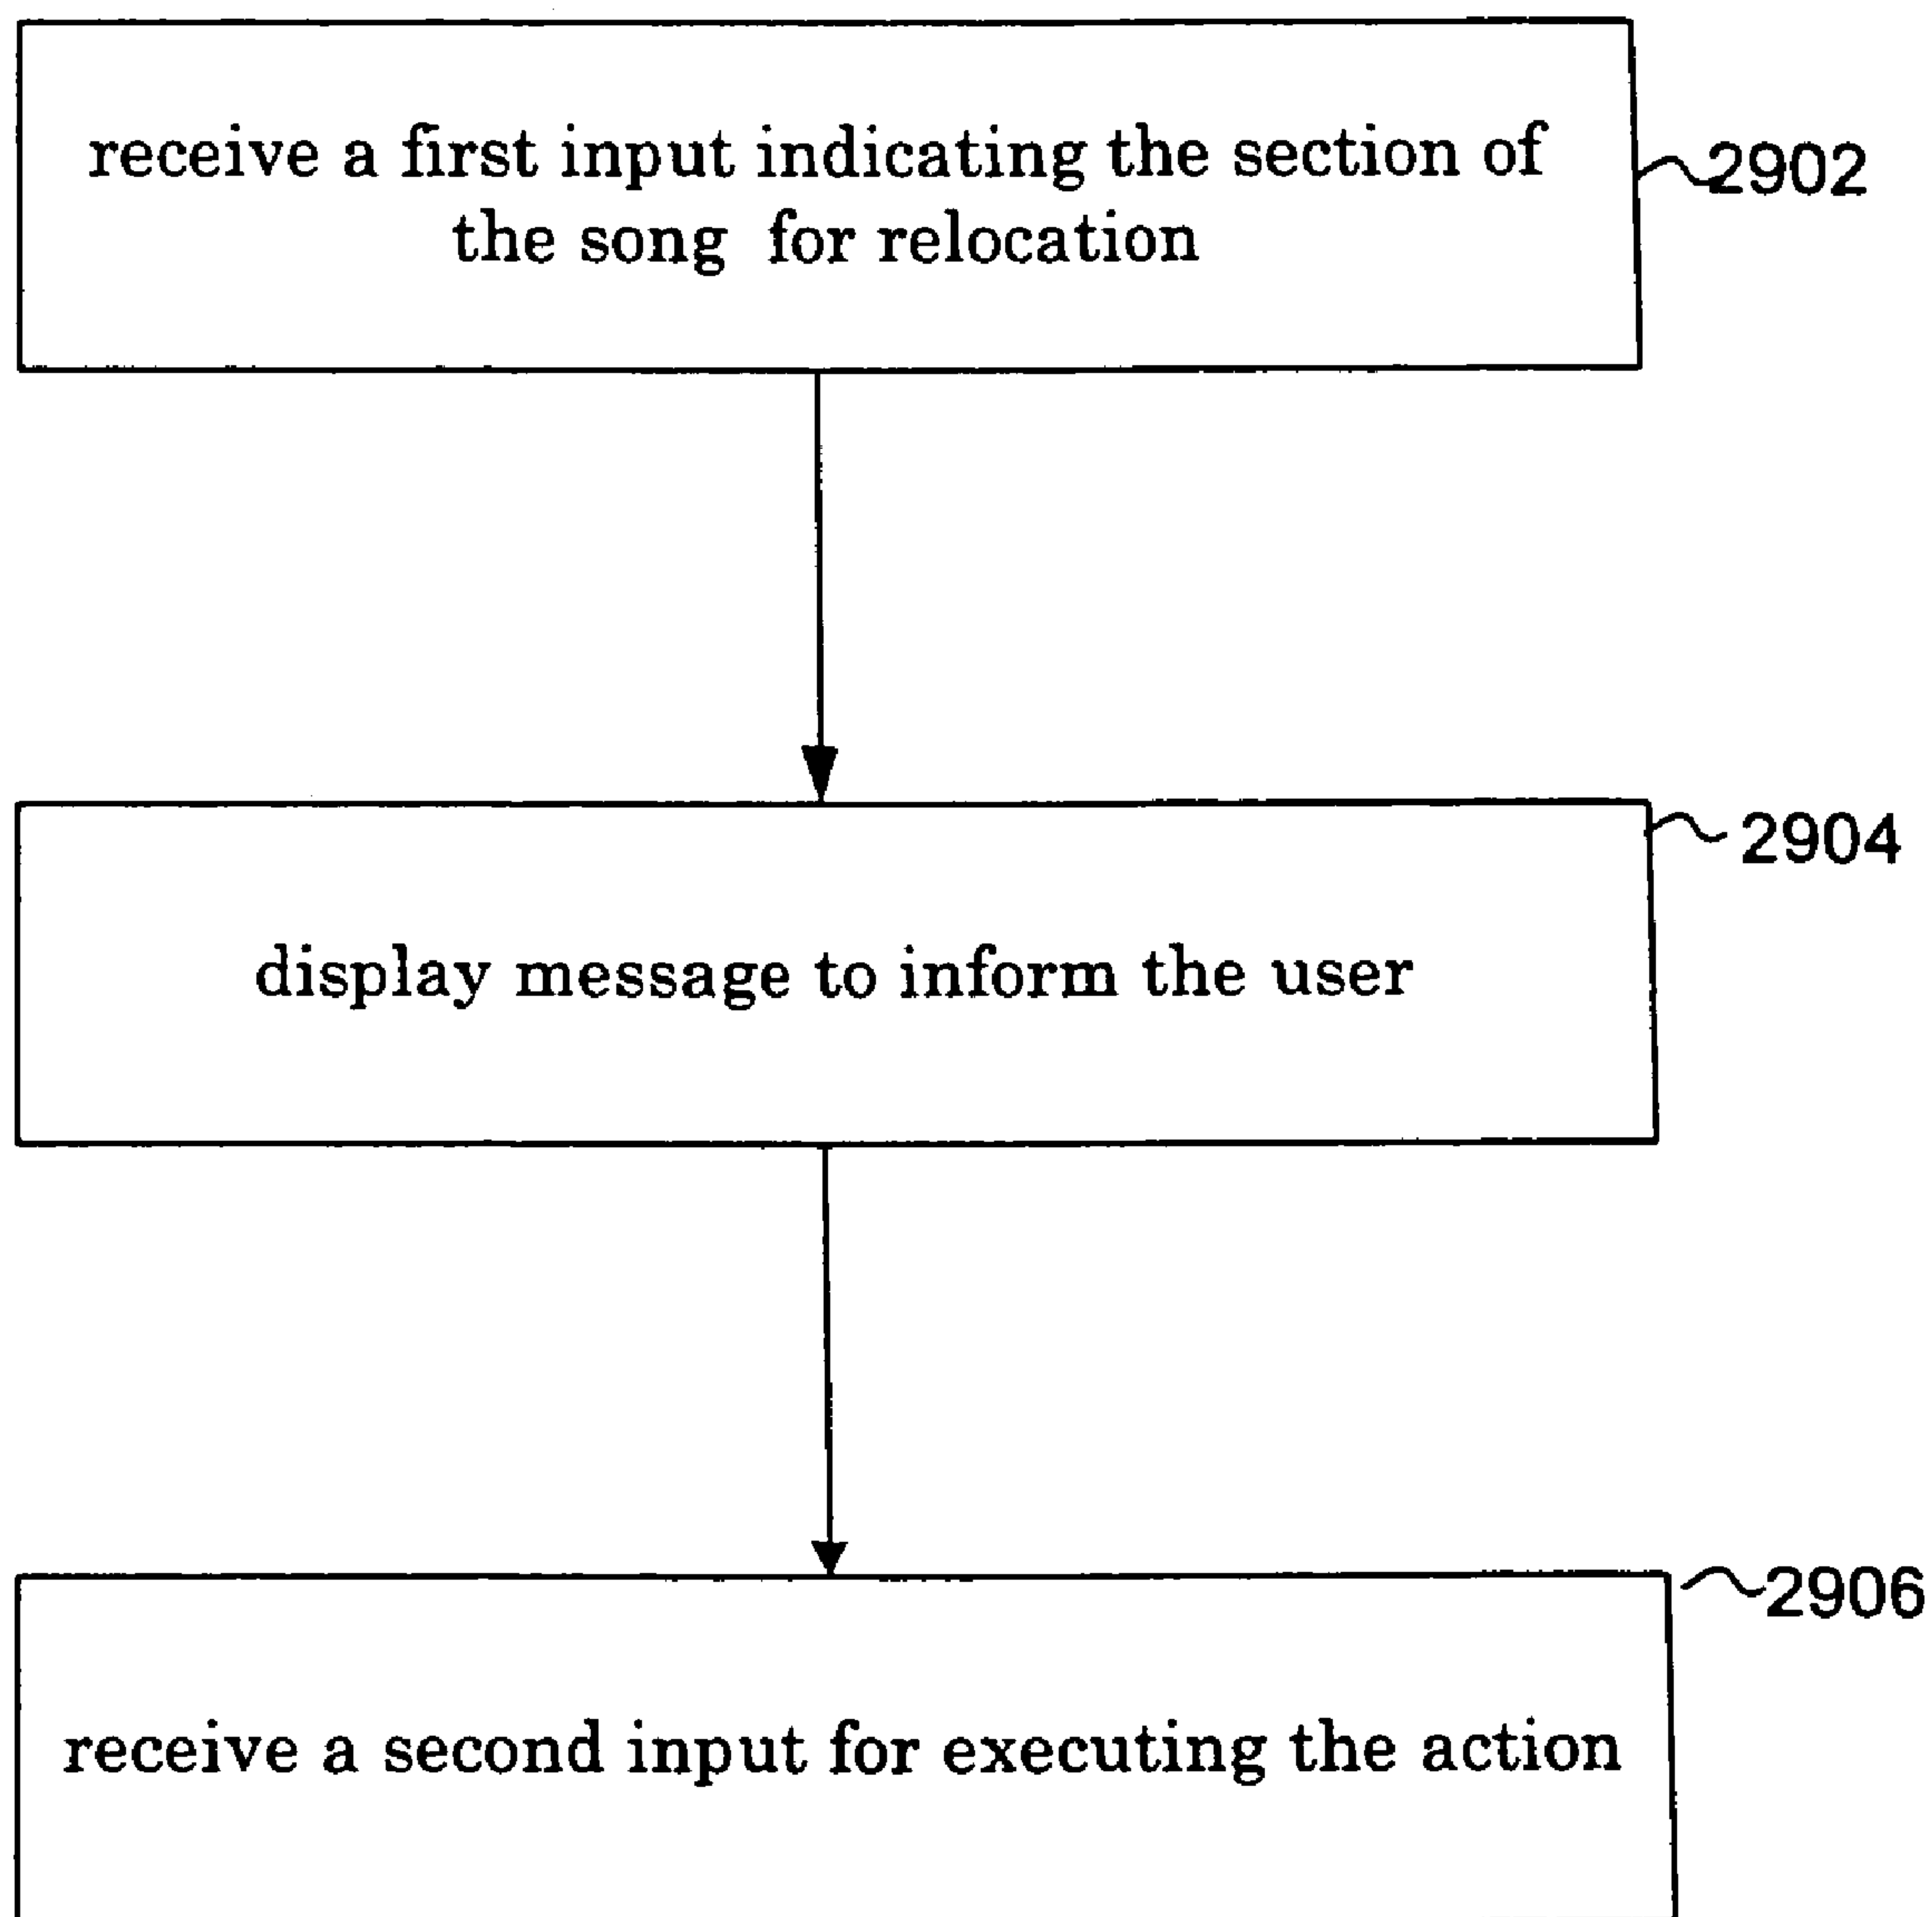 receive a first input indicating the section of
the song for relocation
2902
display message to inform the user
2904
receive a second input for executing the action
2906